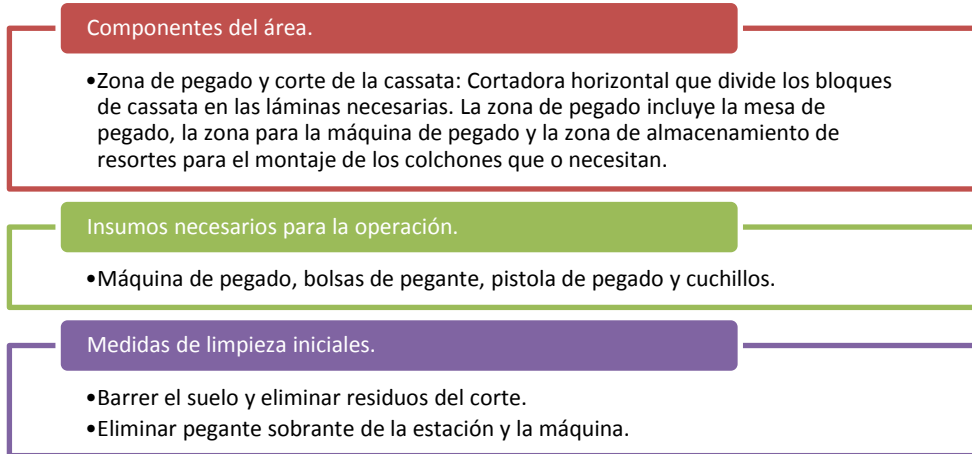 Componentes del área.
•Zona de pegado y corte de la cassata: Cortadora horizontal que divide los bloques
de cassata en las láminas necesarias. La zona de pegado incluye la mesa de
pegado, la zona para la máquina de pegado y la zona de almacenamiento de
resortes para el montaje de los colchones que o necesitan.
Insumos necesarios para la operación.
•Máquina de pegado, bolsas de pegante, pistola de pegado y cuchillos.
Medidas de limpieza iniciales.
•Barrer el suelo y eliminar residuos del corte.
•Eliminar pegante sobrante de la estación y la máquina.